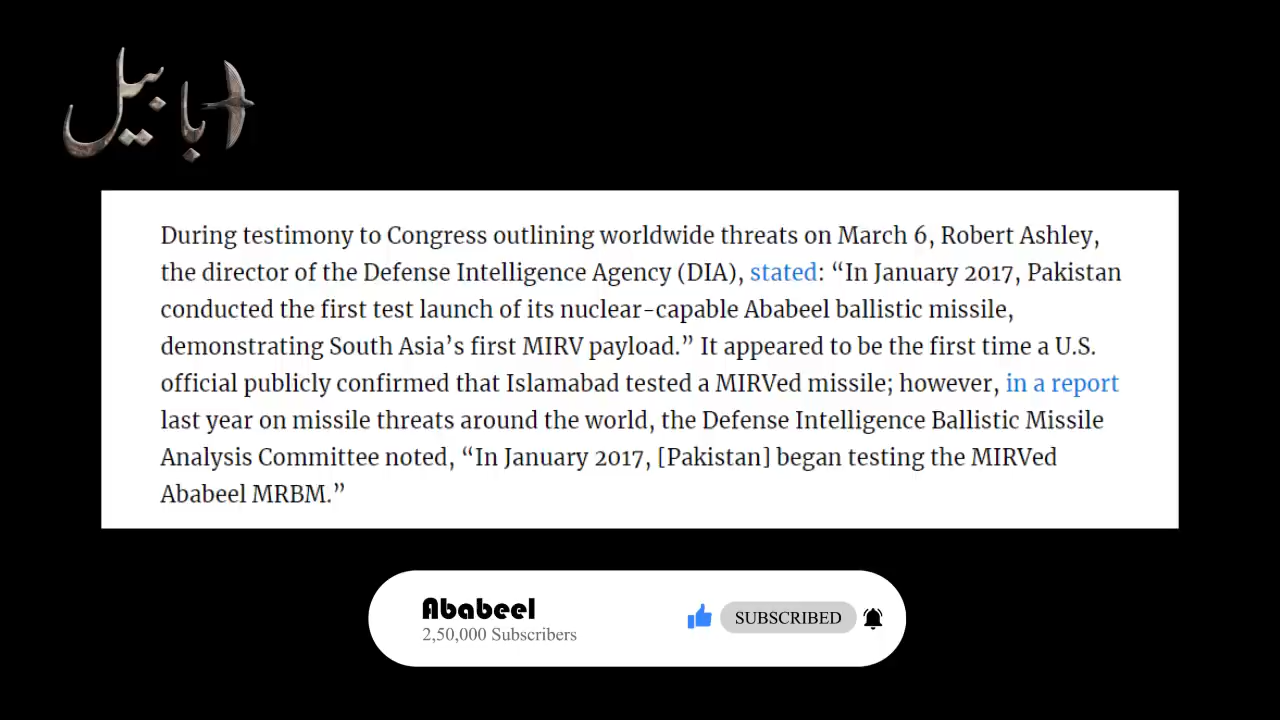 ابابیل
During testimony to Congress outlining worldwide threats on March 6, Robert Ashley,
the director of the Defense Intelligence Agency (DIA), stated: “In January 2017, Pakistan
conducted the first test launch of its nuclear-capable Ababeel ballistic missile,
demonstrating South Asia’s first MIRV payload.” It appeared to be the first time a U.S.
official publicly confirmed that Islamabad tested a MIRVed missile; however, in a report
last year on missile threats around the world, the Defense Intelligence Ballistic Missile
Analysis Committee noted, “In January 2017, [Pakistan] began testing the MIRVed
Ababeel MRBM.”
Ababeel
2,50,000 Subscribers
SUBSCRIBED